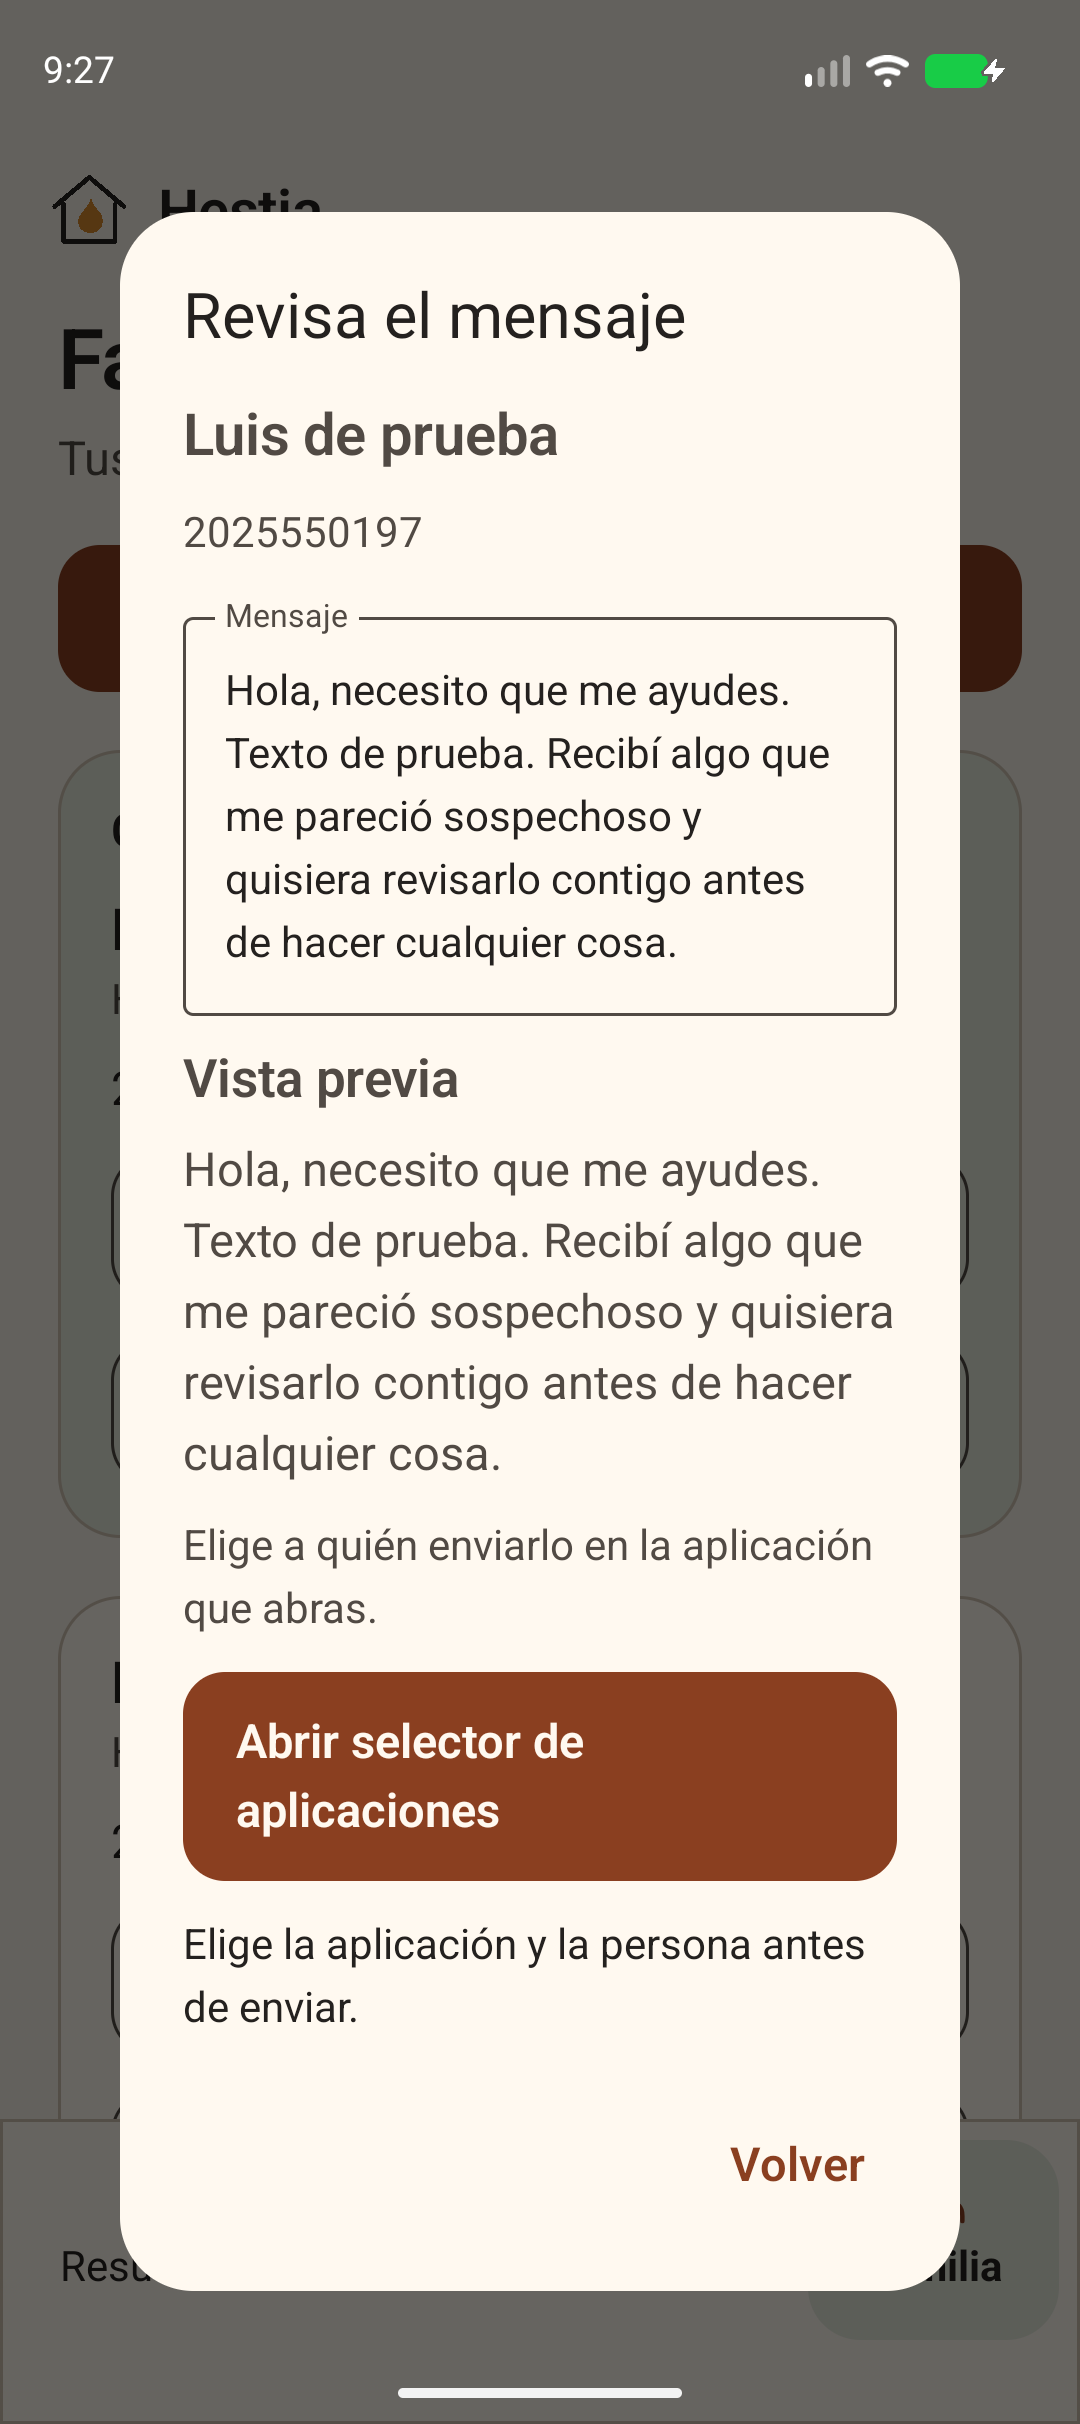 9:27
Hestia
Revisa el mensaje
Luis de prueba
2025550197
Mensaje
Hola, necesito que me ayudes.
Texto de prueba. Recibí algo que
me pareció sospechoso y
quisiera revisarlo contigo antes
de hacer cualquier cosa.
Vista previa
Hola, necesito que me ayudes.
Texto de prueba. Recibí algo que
me pareció sospechoso y quisiera
revisarlo contigo antes de hacer
cualquier cosa.
Elige a quién enviarlo en la aplicación
que abras.
Abrir selector de
aplicaciones
Elige la aplicación y la persona antes
de enviar.
Volver